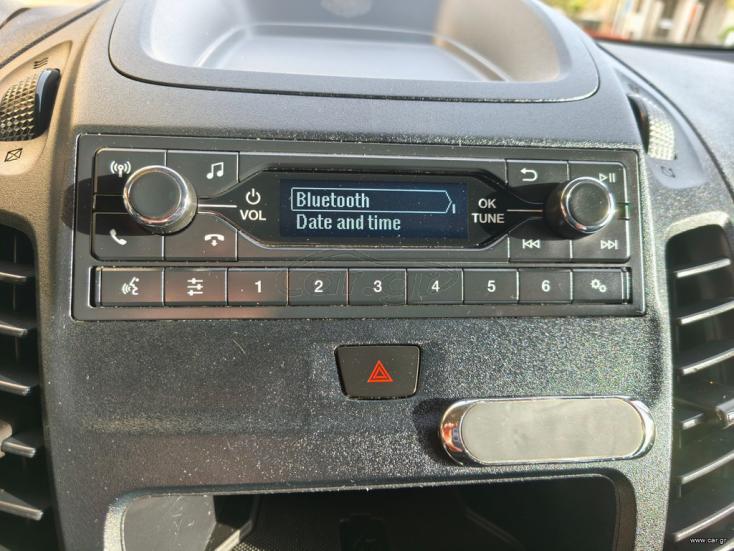 Bluetooth
Date and time
VOL
OK
TUNE
1 2 3 4 5 6
www.car.gr